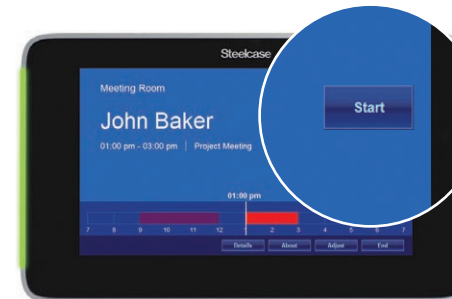 Steelcase
Meeting Room
Start
John Baker
01:00 pm - 03:00 pm | Project Meeting
01:00 pm
7 8 9 10 11 12 1 2 3 4 5 6 7
Details About Adjust End